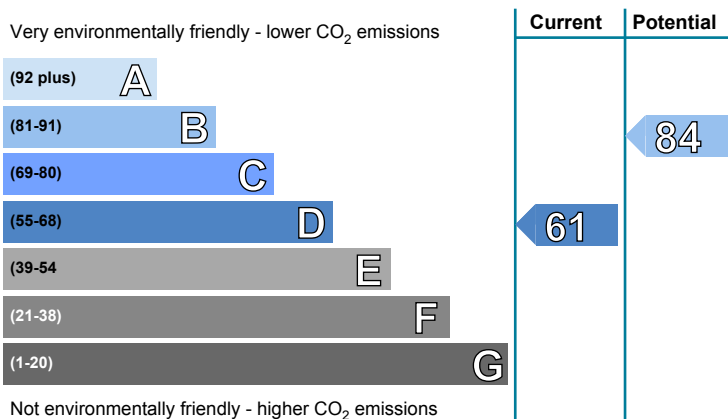 Current Potential
Very environmentally friendly - lower CO2 emissions
(92 plus) A
(81-91) B
84
(69-80) C
(55-68) D
61
(39-54 E
(21-38) F
(1-20) G
Not environmentally friendly - higher CO2 emissions